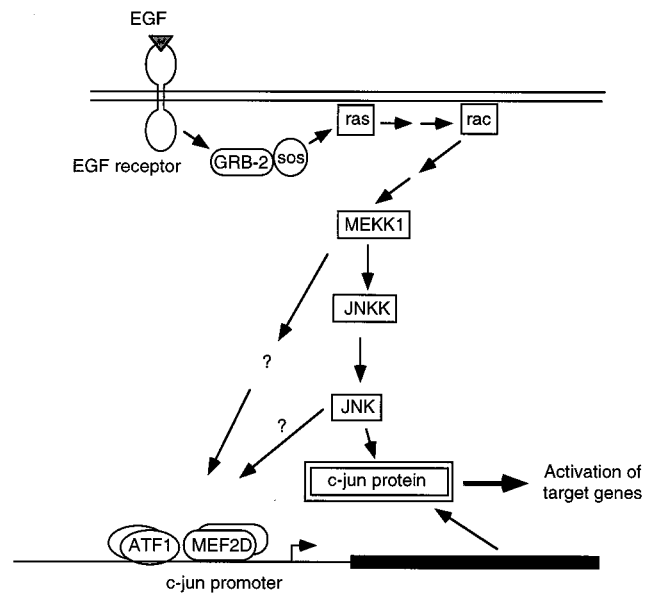 EGF
ras
rac
GRB-2
sos
EGF receptor
MEKK1
JNKK
?
JNK
?
c-jun protein
Activation of
target genes
ATF1
MEF2D
c-jun promoter